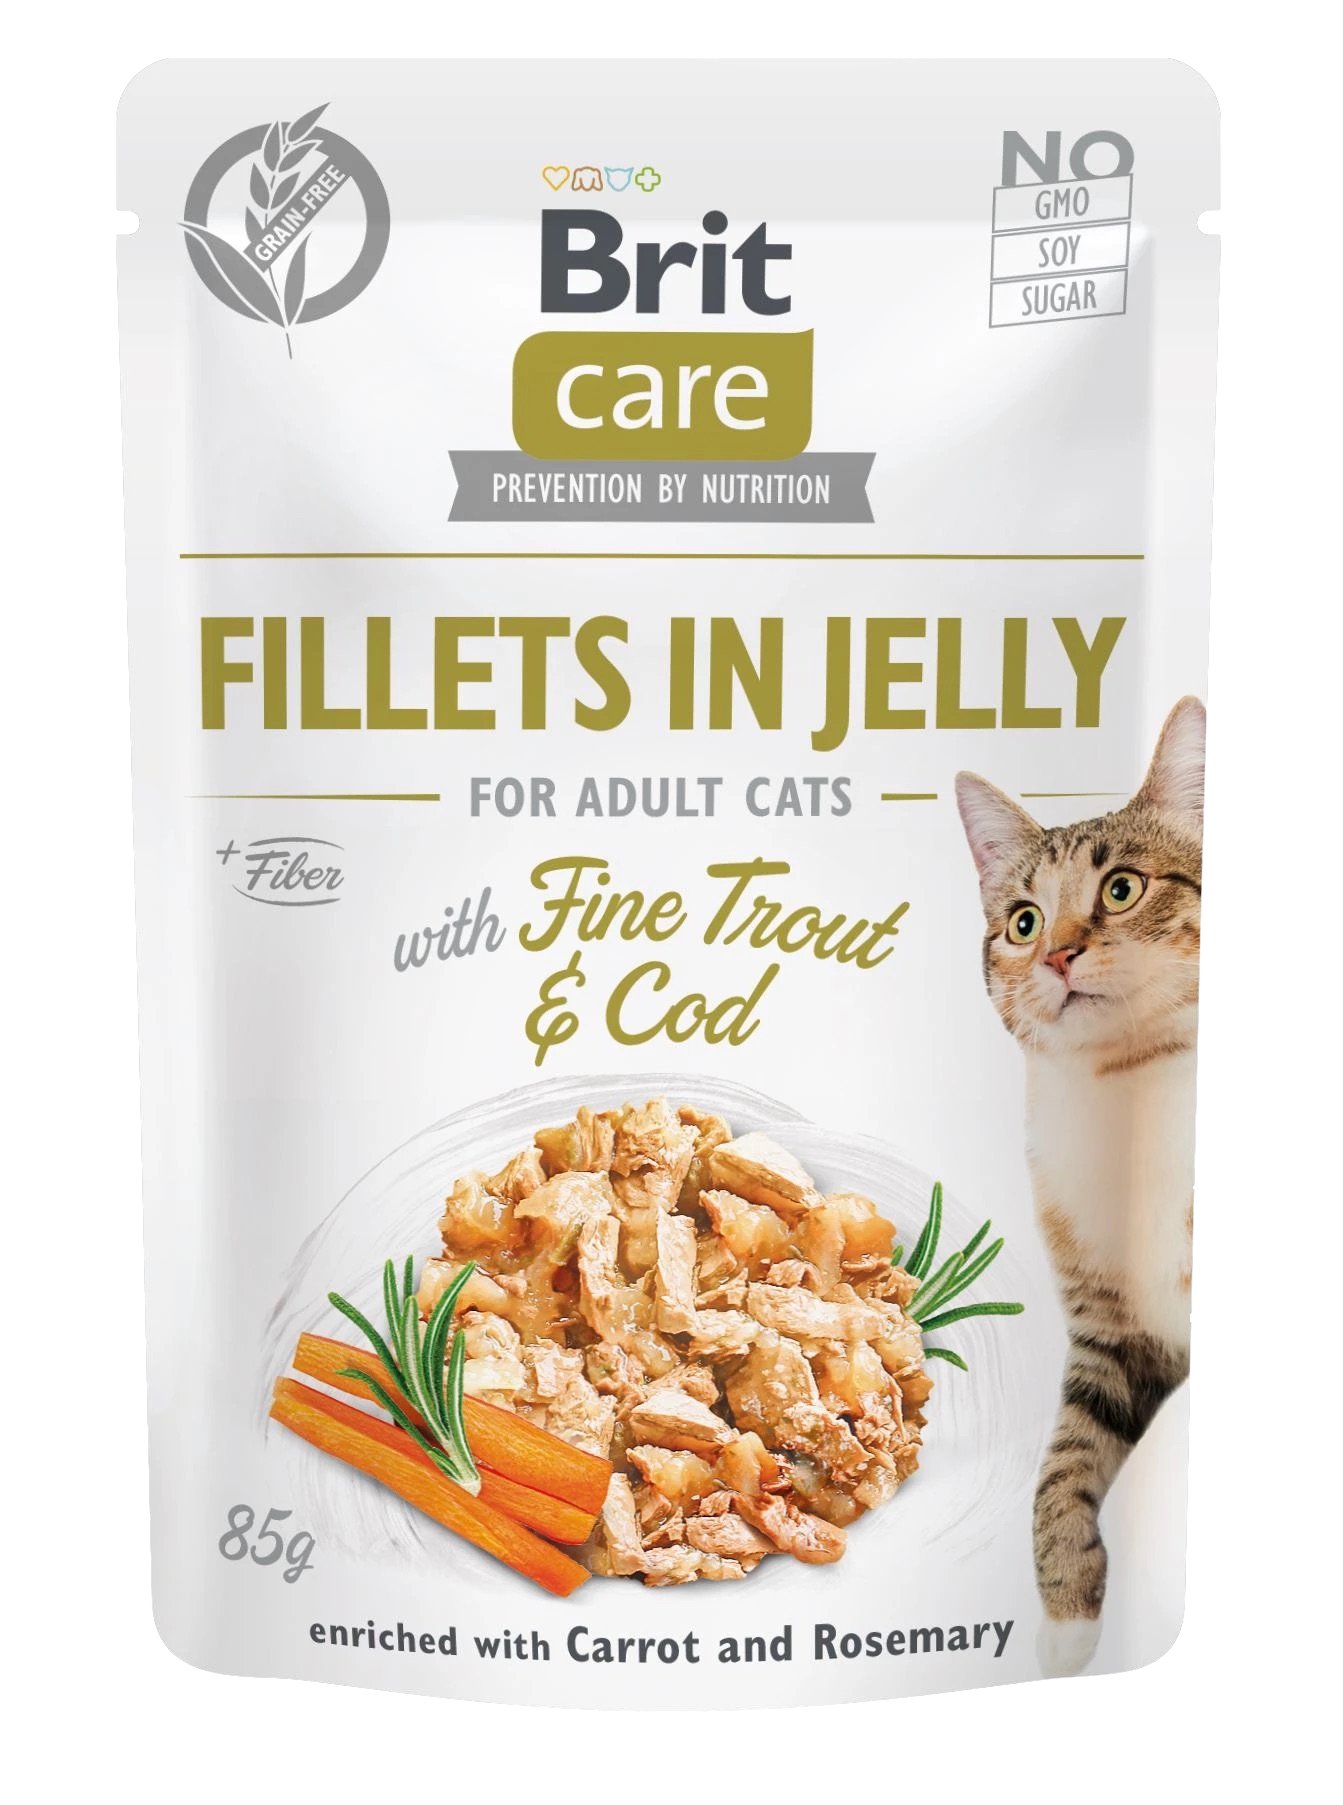 GRAIN-FREE
NO
GMO
SOY
SUGAR
Brit
care
PREVENTION BY NUTRITION
FILLETS IN JELLY
FOR ADULT CATS
+Fiber
with Fine Trout
& Cod
85g
enriched with Carrot and Rosemary